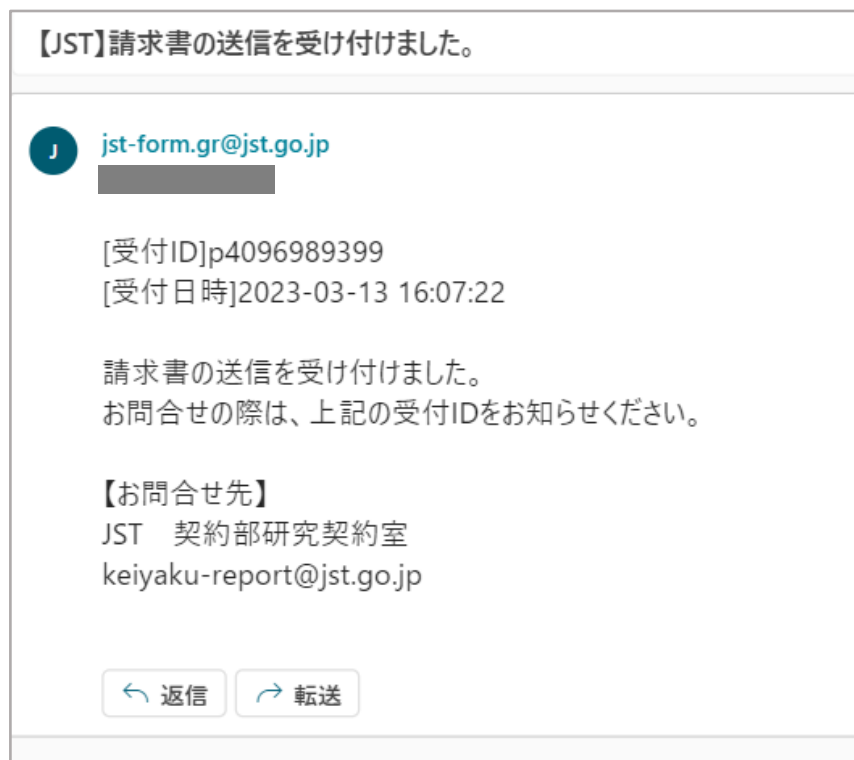 【JST】請求書の送信を受け付けました。
J
jst-form.gr@jst.go.jp
[受付ID]p4096989399
[受付日時]2023-03-13 16:07:22
請求書の送信を受け付けました。
お問合せの際は、上記の受付IDをお知らせください。
【お問合せ先】
JST　契約部研究契約室
keiyaku-report@jst.go.jp
返信 転送